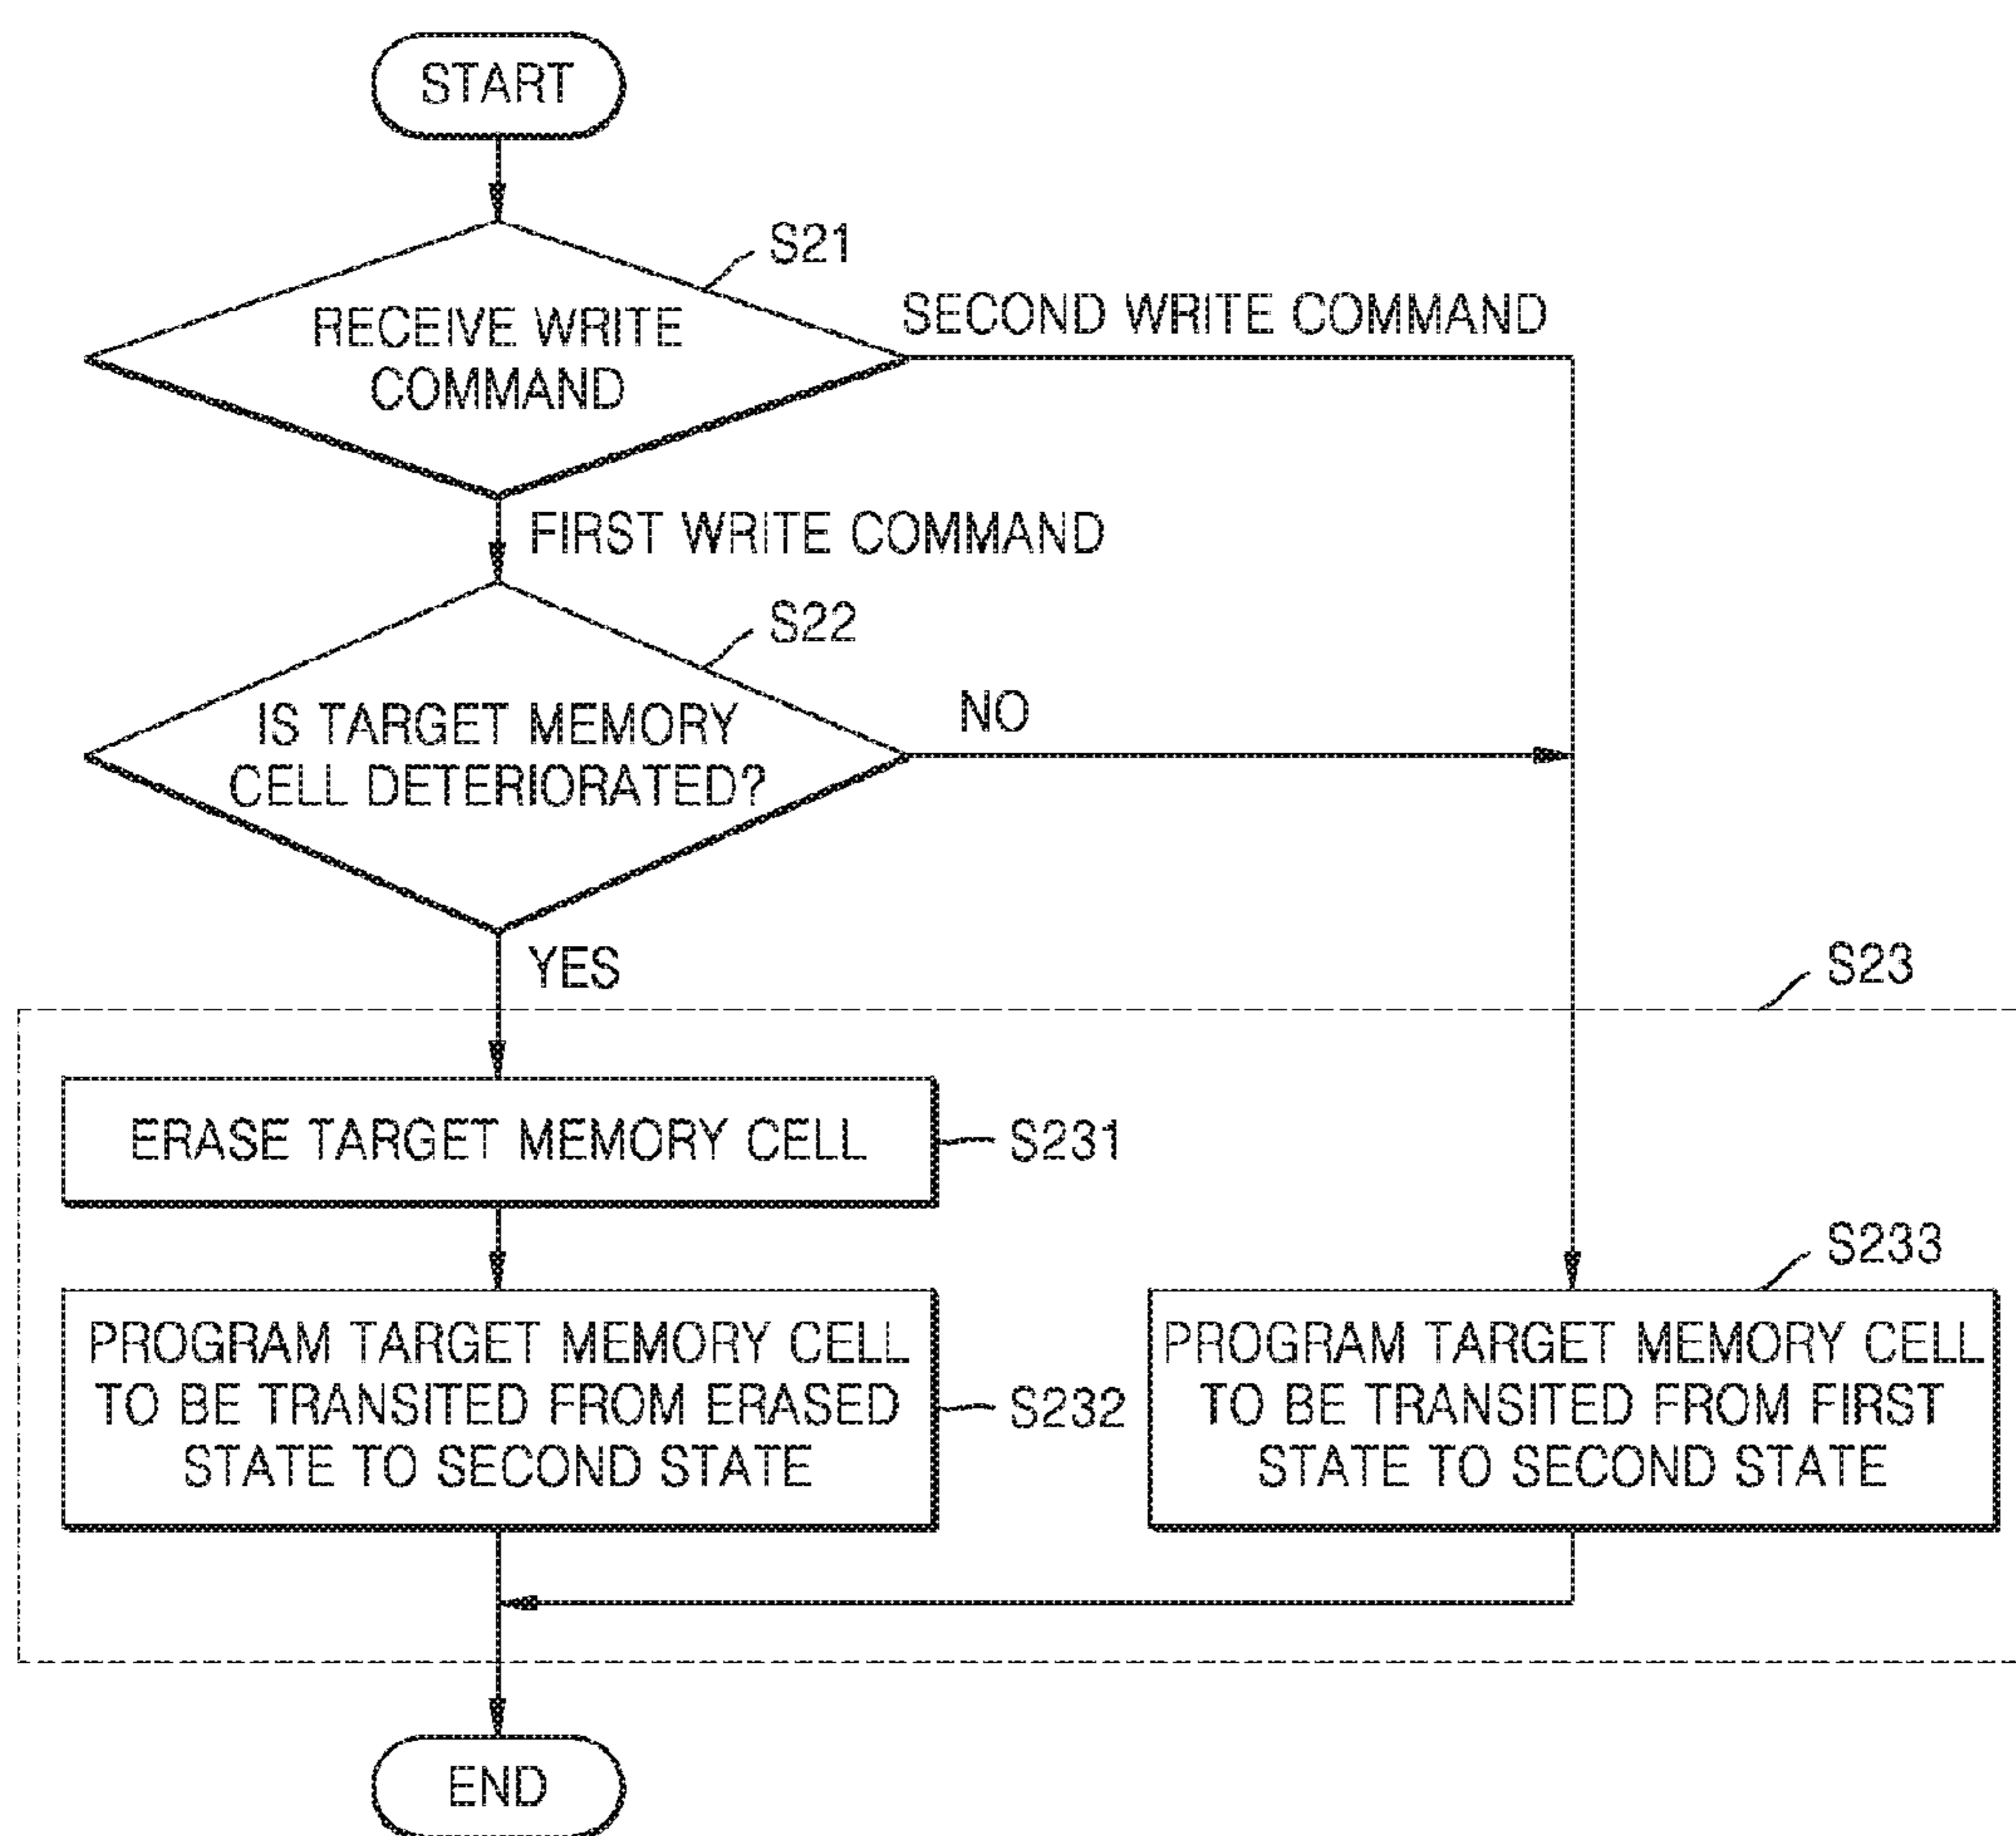 START
S21
RECEIVE WRITE
COMMAND
SECOND WRITE COMMAND
FIRST WRITE COMMAND
S22
IS TARGET MEMORY
CELL DETERIORATED?
NO
YES
S23
ERASE TARGET MEMORY CELL
S231
PROGRAM TARGET MEMORY CELL
TO BE TRANSITED FROM ERASED
STATE TO SECOND STATE
S232
S233
PROGRAM TARGET MEMORY CELL
TO BE TRANSITED FROM FIRST
STATE TO SECOND STATE
END